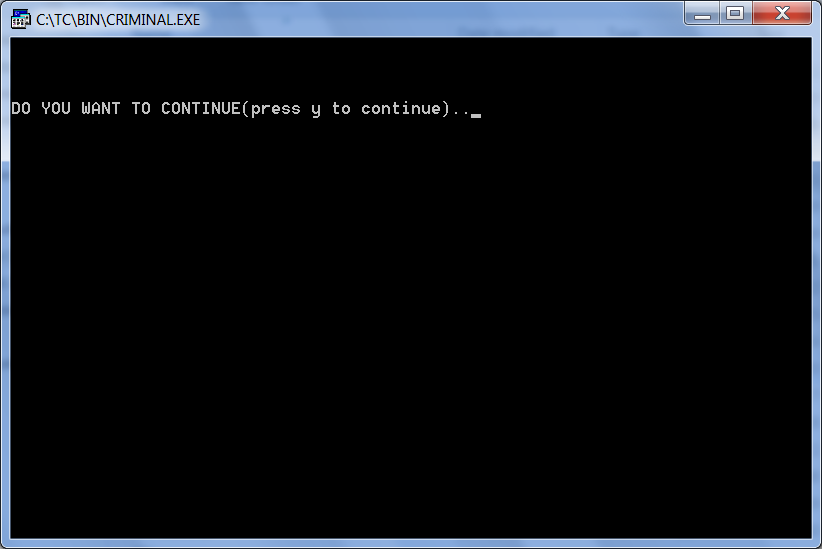 C:\TC\BIN\CRIMINAL.EXE
DO YOU WANT TO CONTINUE(press y to continue)..